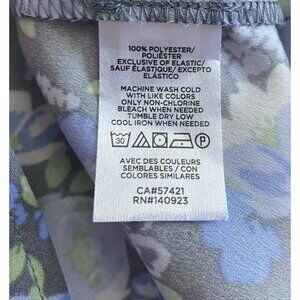 100% POLYESTER/
POLIÉSTER
EXCLUSIVE OF ELASTIC/
SAUF ÉLASTIQUE/ EXCEPTO
ELÁSTICO
MACHINE WASH COLD
WITH LIKE COLORS
ONLY NON-CHLORINE
BLEACH WHEN NEEDED
TUMBLE DRY LOW
COOL IRON WHEN NEEDED
30
AVEC DES COULEURS
SEMBLABLES / CON
COLORES SIMILARES
CA#57421
RN#140923